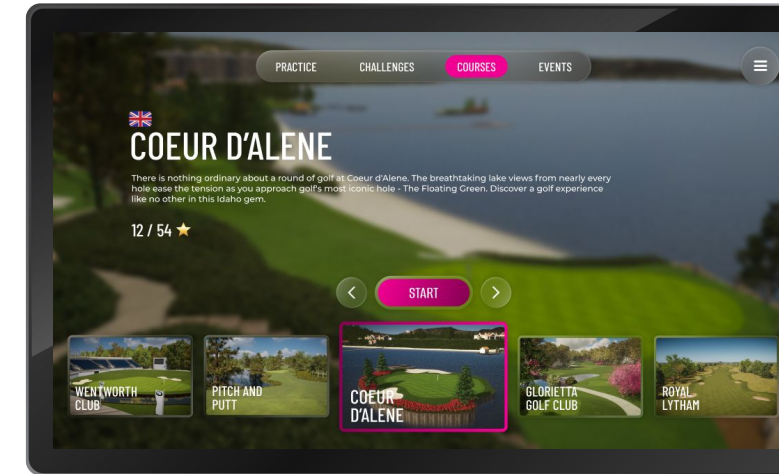 PRACTICE
CHALLENGES
COURSES
EVENTS
COEUR D'ALENE
There is nothing ordinary about a round of golf at Coeur d'Alene. The breathtaking lake views from nearly every
hole ease the tension as you approach golf's most iconic hole - The Floating Green. Discover a golf experience
like no other in this Idaho gem.
12 / 54
START
WENTWORTH
CLUB
PITCH AND
PUTT
COEUR
D'ALENE
GLORIETTA
GOLF CLUB
ROYAL
LYTHAM